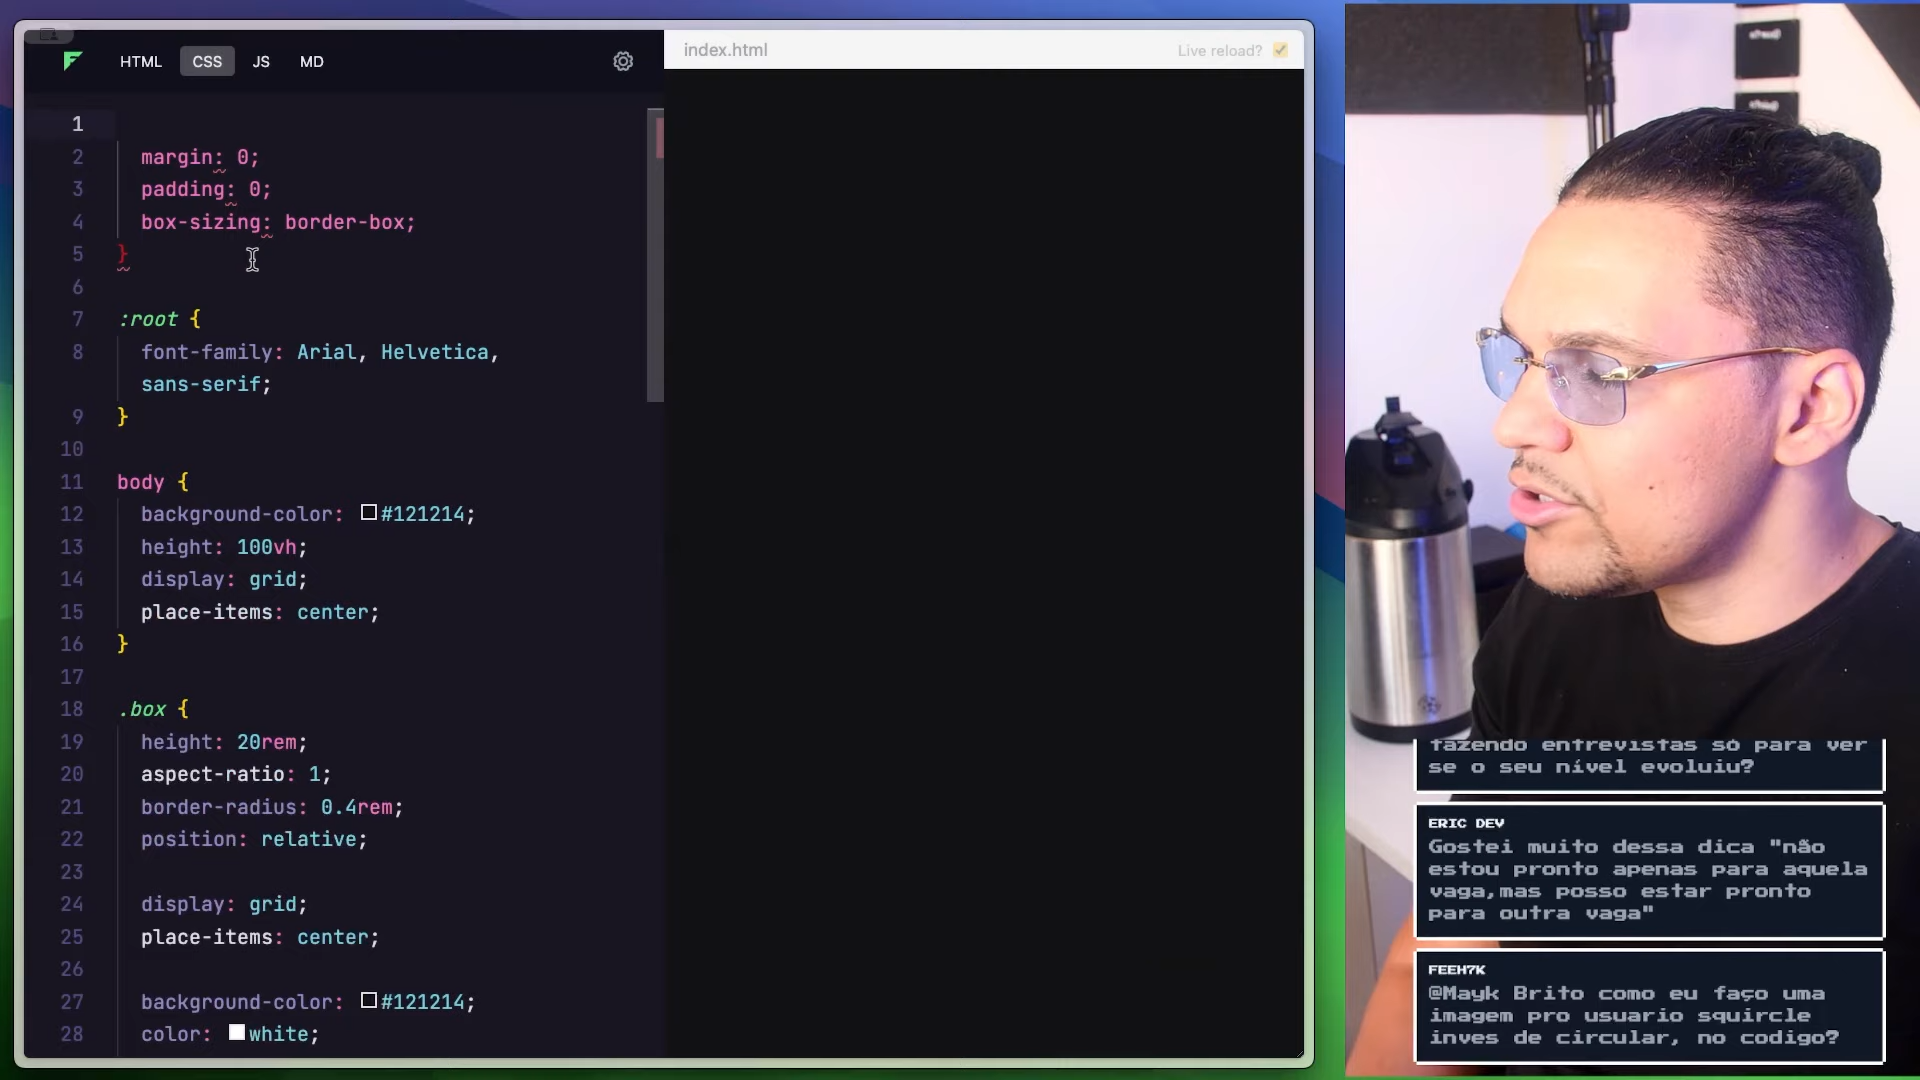 HTML CSS JS MD
index.html
Live reload?
1
2 margin: 0;
3 padding: 0;
4 box-sizing: border-box;
5 }
6
7 :root {
8 font-family: Arial, Helvetica,
sans-serif;
9 }
10
11 body {
12 background-color: #121214;
13 height: 100vh;
14 display: grid;
15 place-items: center;
16 }
17
18 .box {
19 height: 20rem;
20 aspect-ratio: 1;
21 border-radius: 0.4rem;
22 position: relative;
23
24 display: grid;
25 place-items: center;
26
27 background-color: #121214;
28 color: white;
fazendo entrevistas só para ver
se o seu nível evoluiu?
ERIC DEV
Gostei muito dessa dica "não
estou pronto apenas para aquela
vaga,mas posso estar pronto
para outra vaga"
FEEH7K
@Mayk Brito como eu faço uma
imagem pro usuario squircle
inves de circular, no codigo?